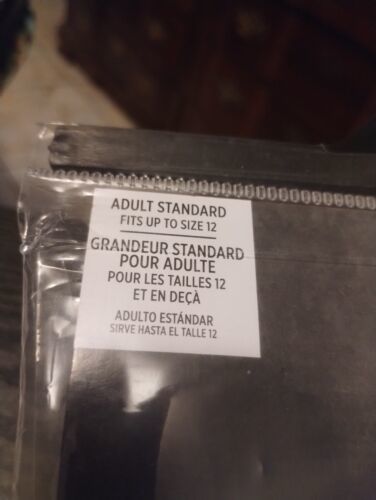 ADULT STANDARD
FITS UP TO SIZE 12
GRANDEUR STANDARD
POUR ADULTE
POUR LES TAILLES 12
ET EN DEÇÀ
ADULTO ESTÁNDAR
SIRVE HASTA EL TALLE 12